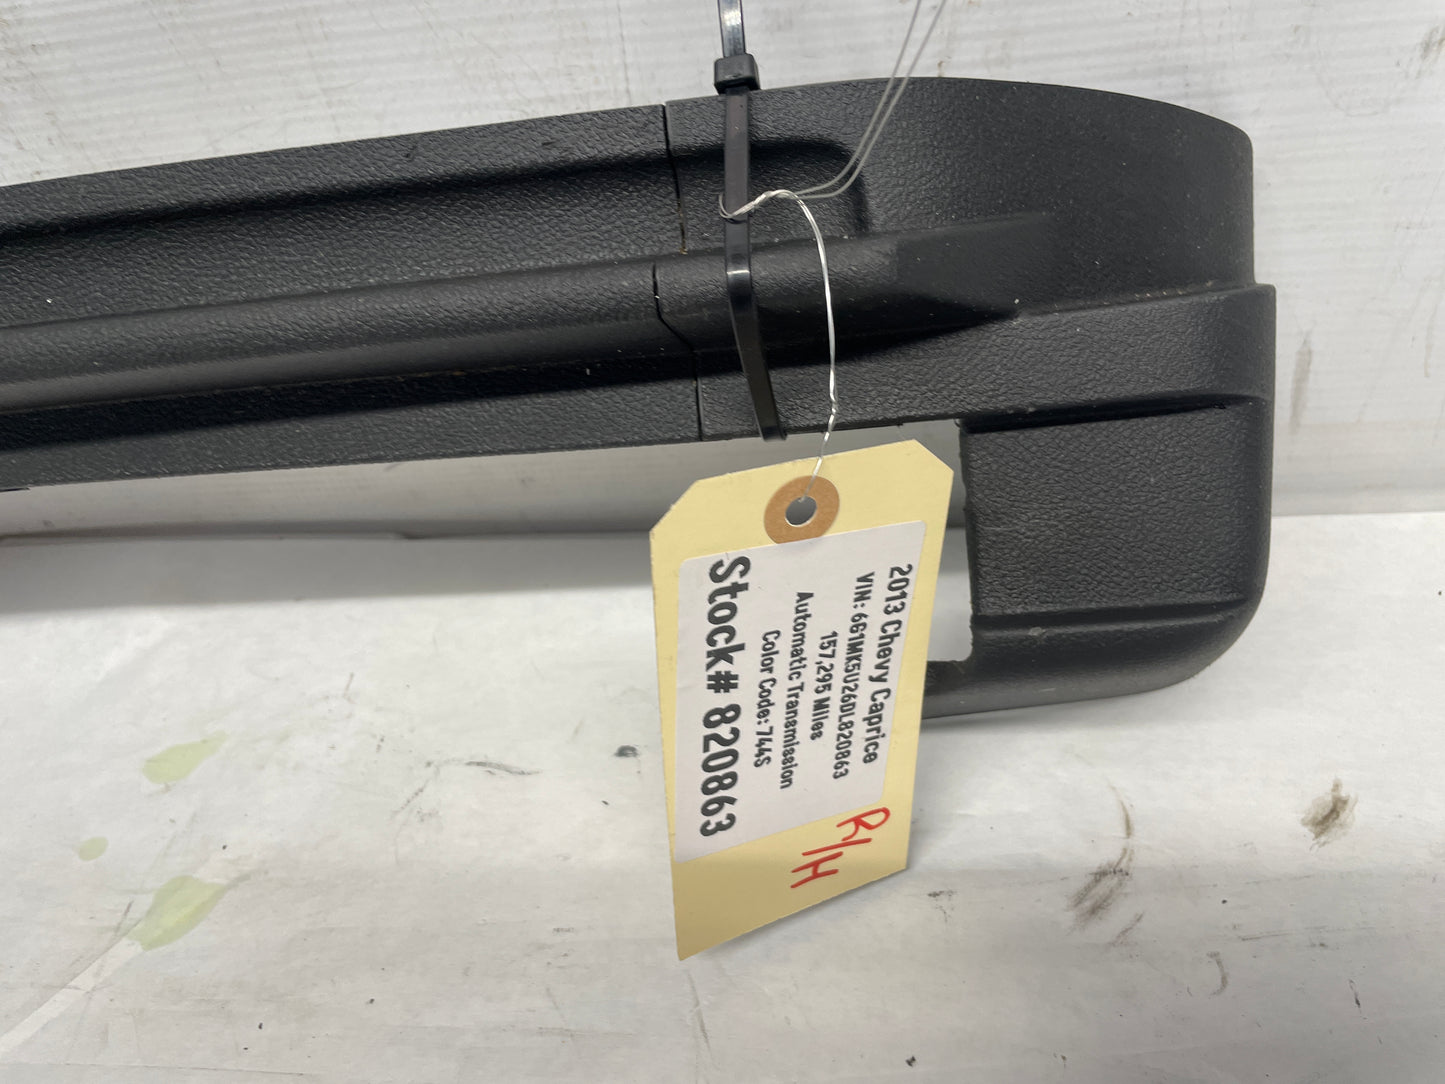 2013 Chevy Caprice
VIN: 6G1MK5U26DL820863
157,295 Miles
Automatic Transmission
Color Code: 744S
Stock# 820863
R/H